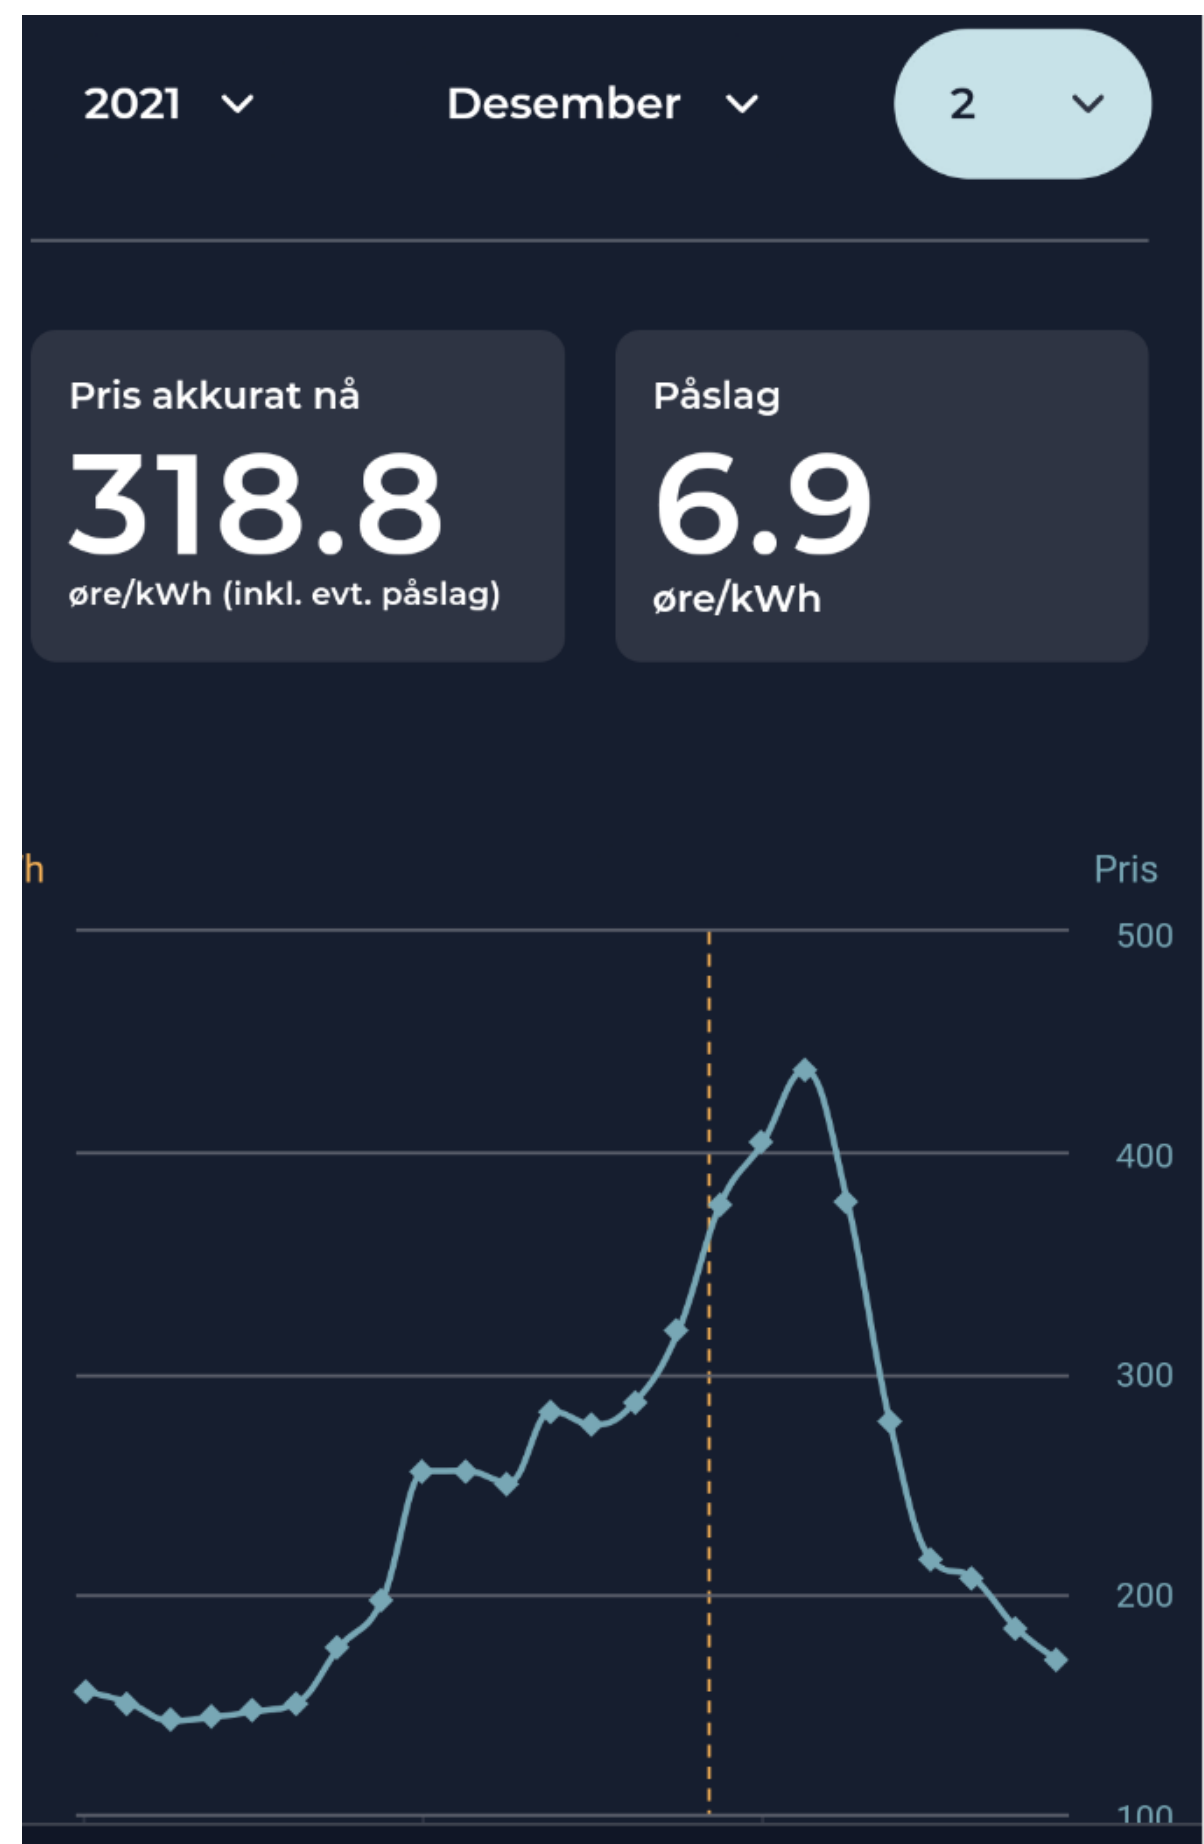 2021 Desember 2
Pris akkurat nå
318.8
øre/kWh (inkl. evt. påslag)
Påslag
6.9
øre/kWh
h Pris
500
400
300
200
100